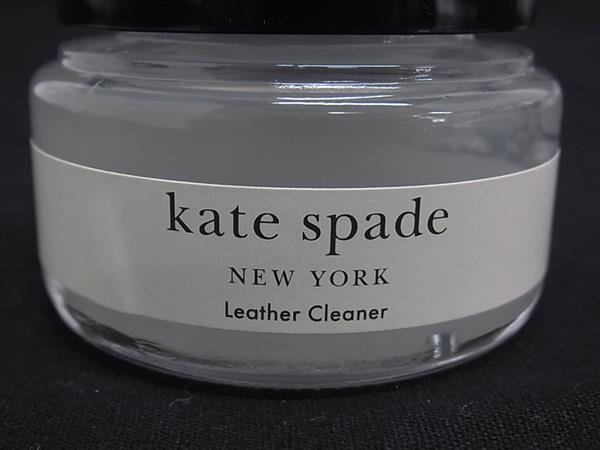 kate spade
NEW YORK
Leather Cleaner